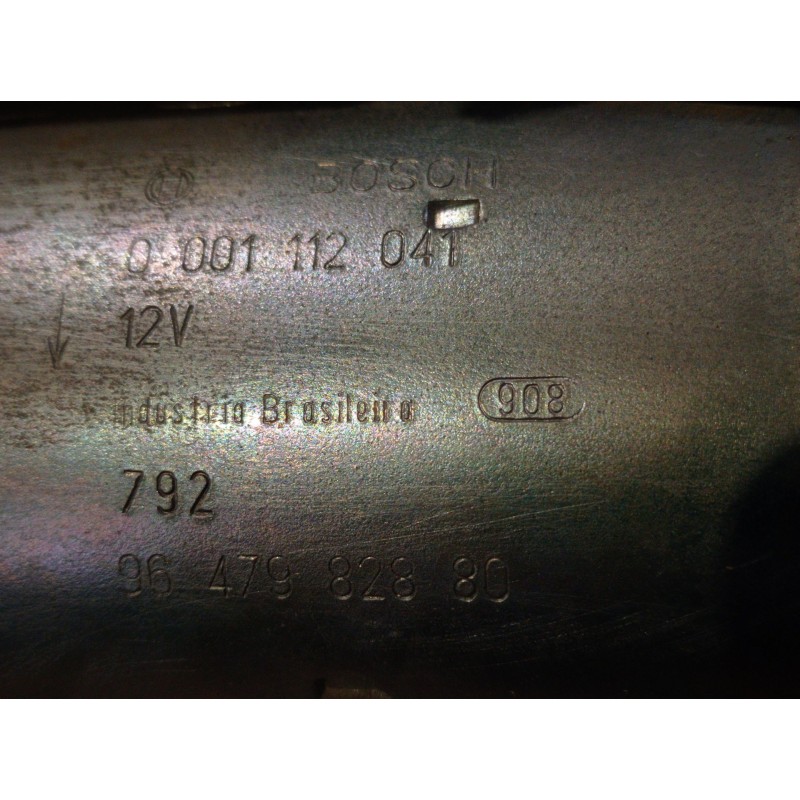 BOSCH
0 001 112 041
12V
Industria Brasileira 908
792
96 479 828 80